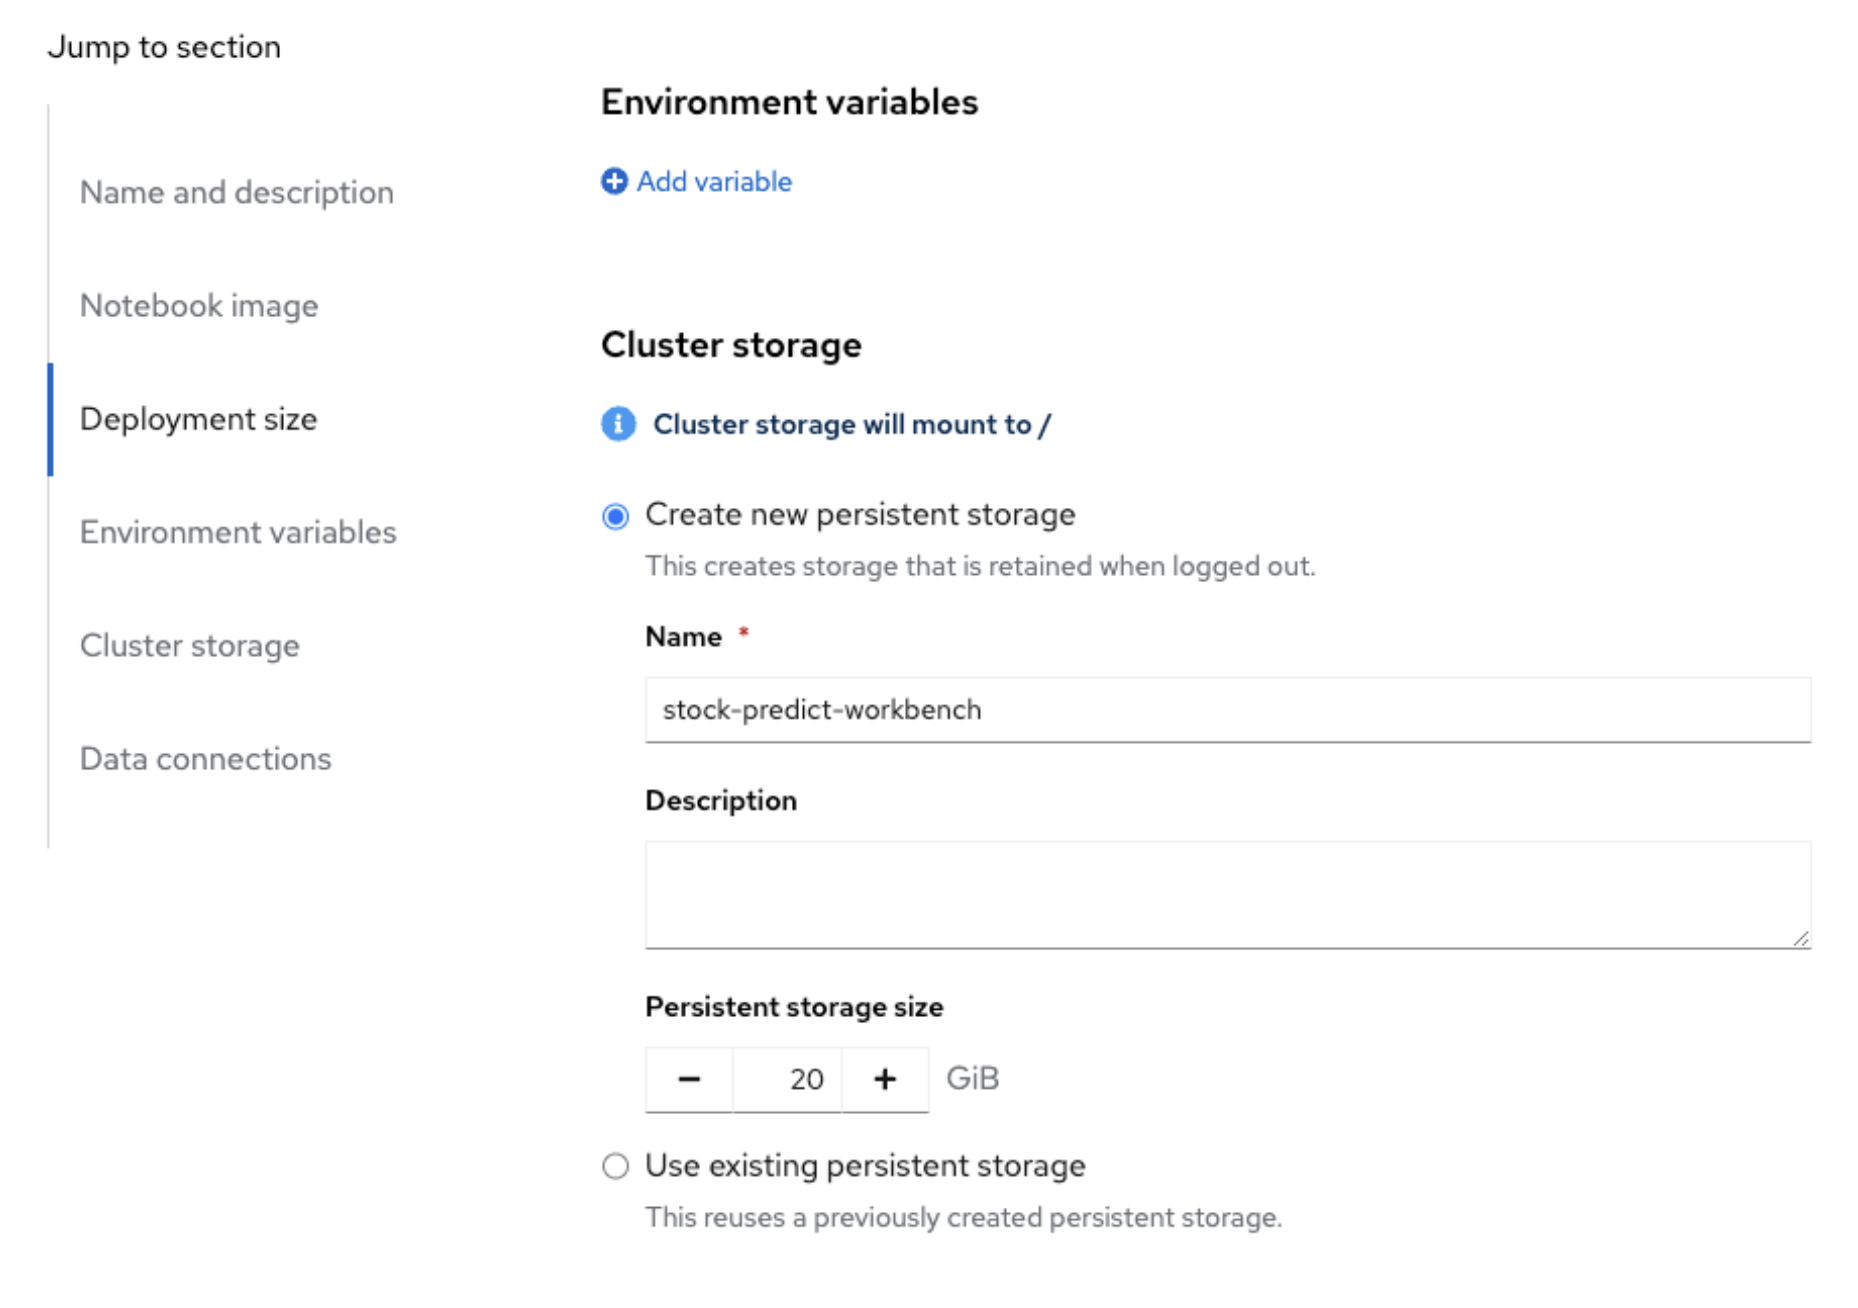 Jump to section
Name and description
Notebook image
Deployment size
Environment variables
Cluster storage
Data connections
Environment variables
Add variable
Cluster storage
Cluster storage will mount to /
Create new persistent storage
This creates storage that is retained when logged out.
Name *
stock-predict-workbench
Description
Persistent storage size
20 GiB
Use existing persistent storage
This reuses a previously created persistent storage.